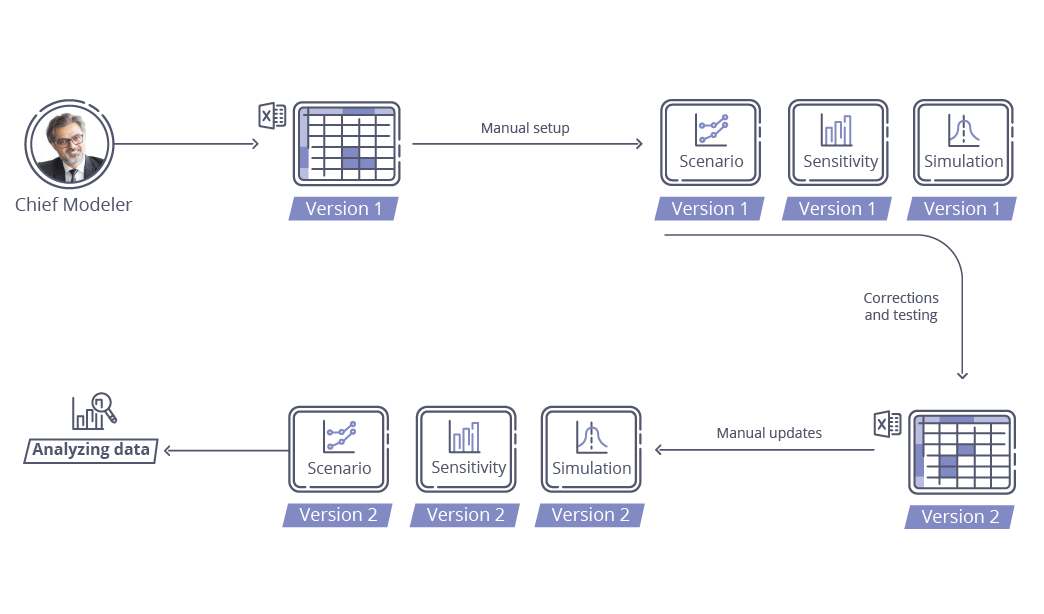 Manual setup
Scenario
Sensitivity
Simulation
Chief Modeler
Version 1
Version 1
Version 1
Version 1
Corrections
and testing
Analyzing data
Scenario
Sensitivity
Simulation
Manual updates
Version 2
Version 2
Version 2
Version 2